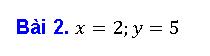 Bài 2. x = 2; y = 5